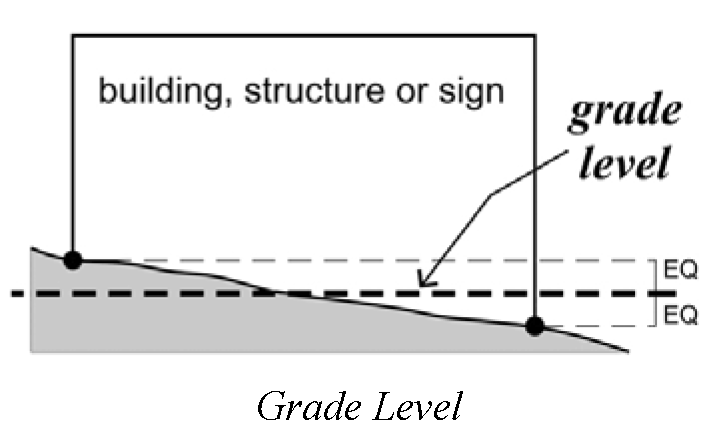 building, structure or sign
grade
level
EQ
EQ
Grade Level